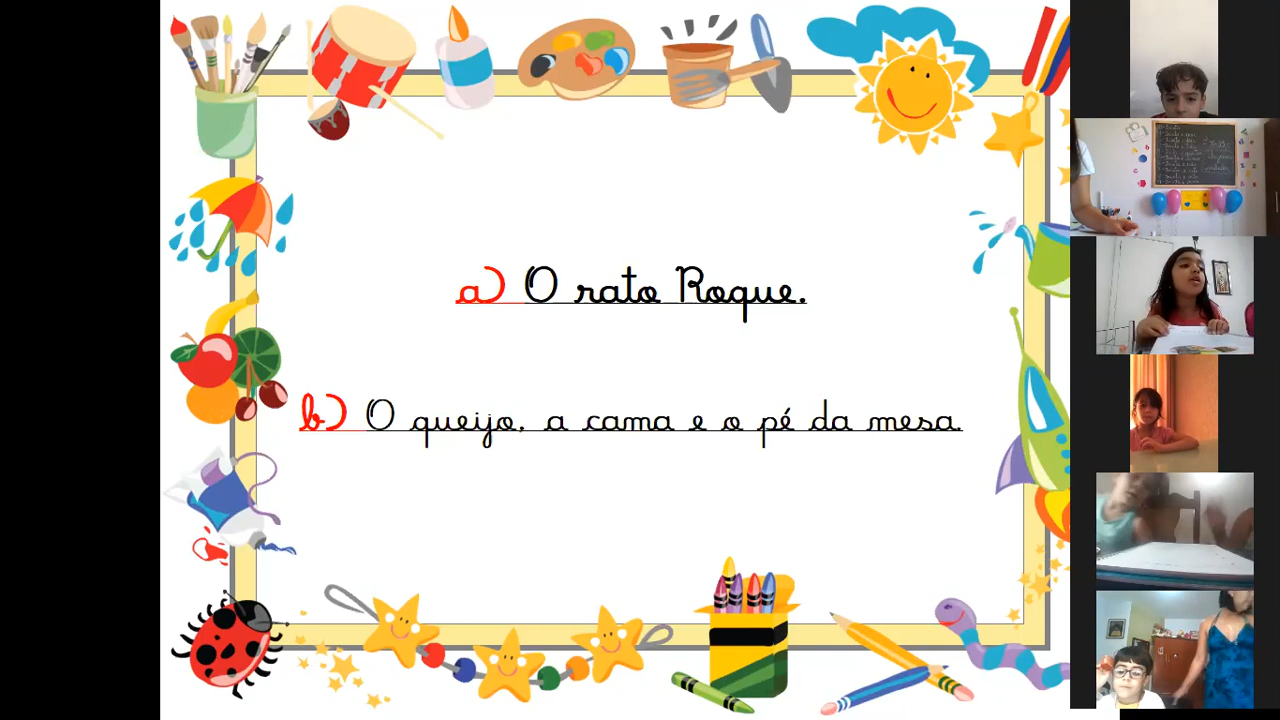 a) O rato Roque.
b) O queijo, a cama e o pé da mesa.